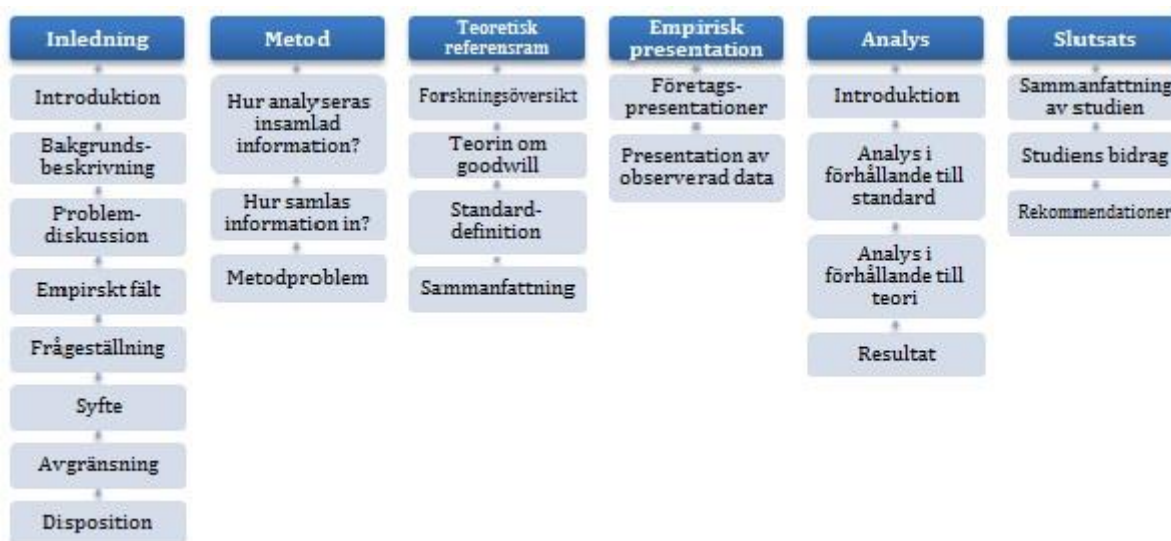 Inledning
Introduktion
Bakgrunds-
beskrivning
Problem-
diskussion
Empirskt fält
Frågeställning
Syfte
Avgränsning
Disposition
Metod
Hur analyseras
insamlad
information?
Hur samlas
information in?
Metodproblem
Teoretisk
referensram
Forskningsöversikt
Teorin om
goodwill
Standard-
definition
Sammanfattning
Empirisk
presentation
Företags-
presentationer
Presentation av
observerad data
Analys
Introduktion
Analys i
förhållande till
standard
Analys i
förhållande till
teori
Resultat
Slutsats
Sammanfattning
av studien
Studiens bidrag
Rekommendationer